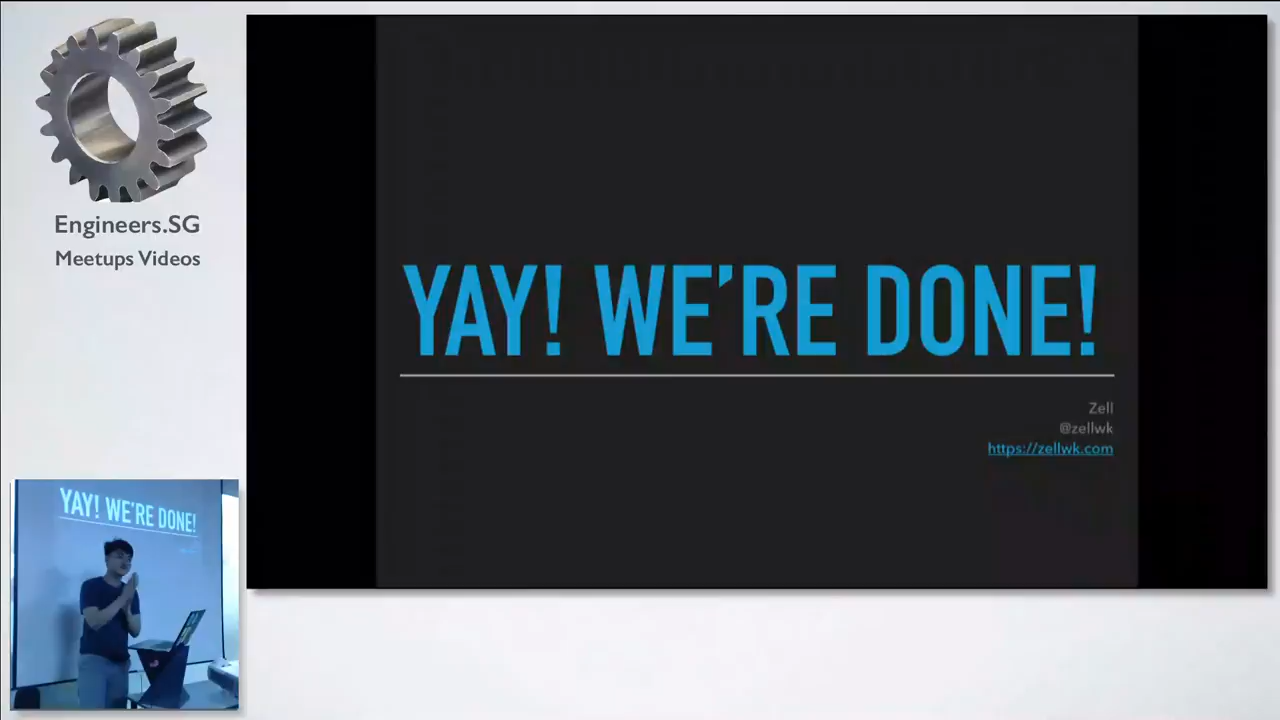 Engineers.SG
Meetups Videos
YAY! WE'RE DONE!
Zell
@zellwk
https://zellwk.com
YAY! WE'RE DONE!